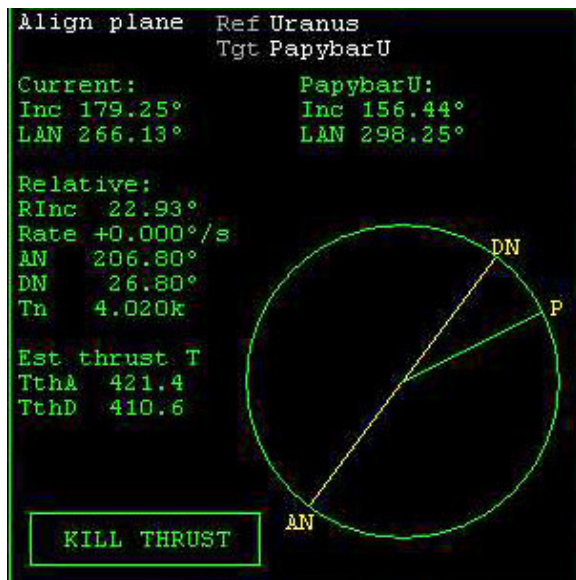 Align plane Ref Uranus
Tgt PapybarU
Current: PapybarU:
Inc 179.25° Inc 156.44°
LAN 266.13° LAN 298.25°
Relative:
RInc 22.93°
Rate +0.000°/s
AN 206.80°
DN 26.80°
Tn 4.020k
Est thrust T
TthA 421.4
TthD 410.6
DN
P
AN
KILL THRUST